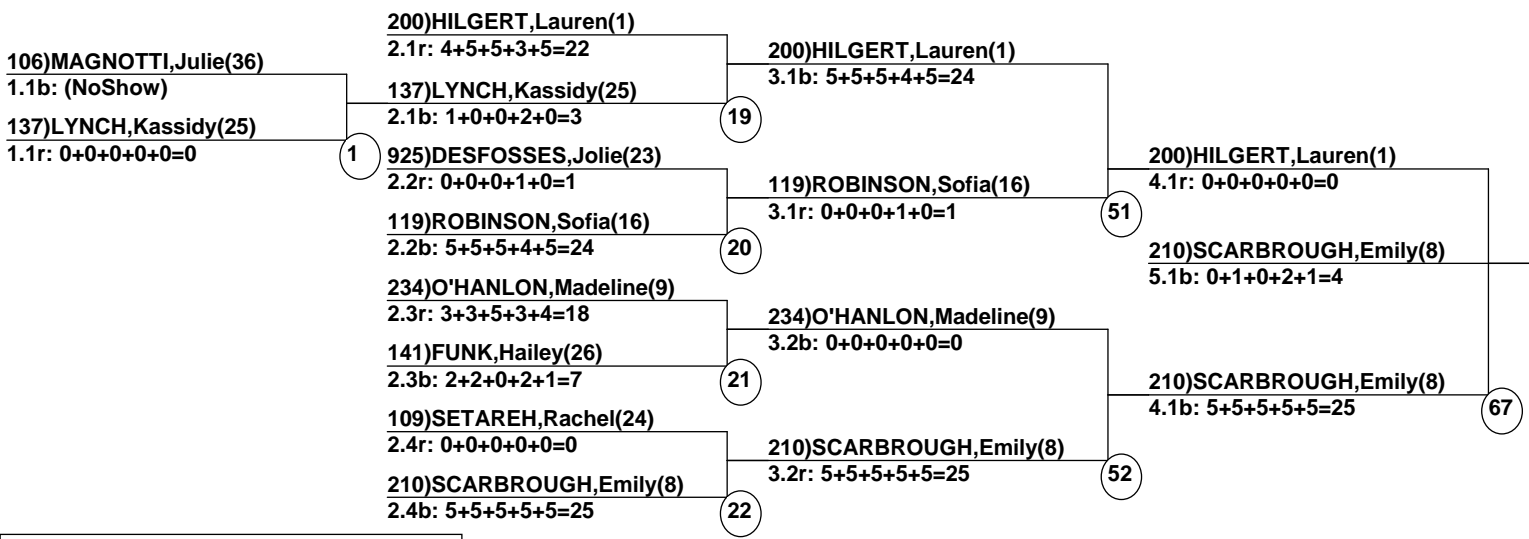 106)MAGNOTTI,Julie(36)
1.1b: (NoShow)
137)LYNCH,Kassidy(25)
1.1r: 0+0+0+0+0=0
1
200)HILGERT,Lauren(1)
2.1r: 4+5+5+3+5=22
137)LYNCH,Kassidy(25)
2.1b: 1+0+0+2+0=3
19
925)DESFOSSES,Jolie(23)
2.2r: 0+0+0+1+0=1
119)ROBINSON,Sofia(16)
2.2b: 5+5+5+4+5=24
20
234)O'HANLON,Madeline(9)
2.3r: 3+3+5+3+4=18
141)FUNK,Hailey(26)
2.3b: 2+2+0+2+1=7
21
109)SETAREH,Rachel(24)
2.4r: 0+0+0+0+0=0
210)SCARBROUGH,Emily(8)
2.4b: 5+5+5+5+5=25
22
200)HILGERT,Lauren(1)
3.1b: 5+5+5+4+5=24
119)ROBINSON,Sofia(16)
3.1r: 0+0+0+1+0=1
51
234)O'HANLON,Madeline(9)
3.2b: 0+0+0+0+0=0
210)SCARBROUGH,Emily(8)
3.2r: 5+5+5+5+5=25
52
200)HILGERT,Lauren(1)
4.1r: 0+0+0+0+0=0
210)SCARBROUGH,Emily(8)
5.1b: 0+1+0+2+1=4
210)SCARBROUGH,Emily(8)
4.1b: 5+5+5+5+5=25
67